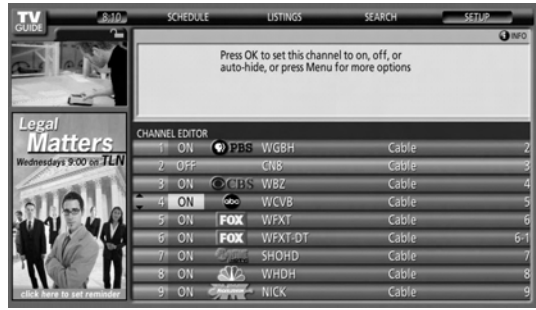 TV
GUIDE
8:10
SCHEDULE LISTINGS SEARCH SETUP
INFO
Press OK to set this channel to on, off, or
auto-hide, or press Menu for more options
Legal
Matters
Wednesdays 9:00 on TLN
click here to set reminder
CHANNEL EDITOR
1 ON PBS WGBH Cable 2
2 OFF CN8 Cable 3
3 ON CBS WBZ Cable 4
4 ON abc WCVB Cable 5
5 ON FOX WFXT Cable 6
6 ON FOX WFXT-DT Cable 6-1
7 ON SHOHD Cable 7
8 ON WHDH Cable 8
9 ON NICK Cable 9